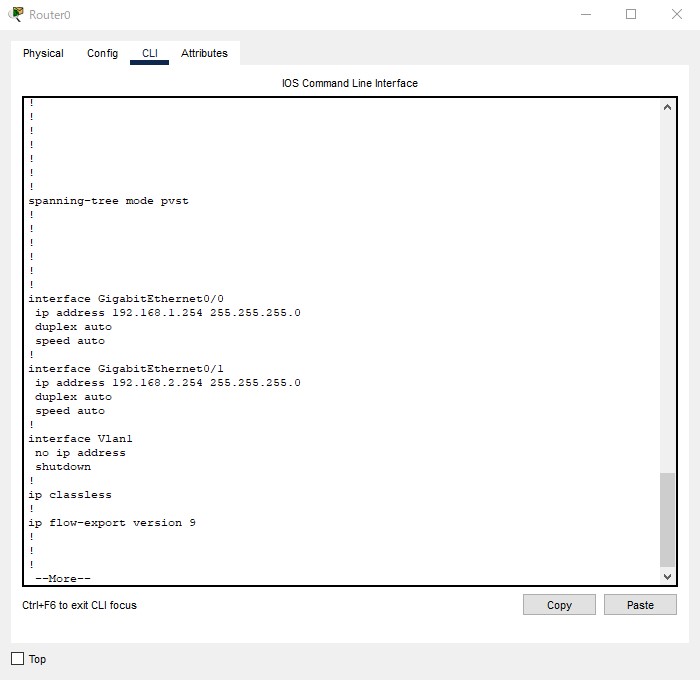 Router0
Physical Config CLI Attributes
IOS Command Line Interface
!
!
!
!
!
!
!
spanning-tree mode pvst
!
!
!
!
!
!
interface GigabitEthernet0/0
 ip address 192.168.1.254 255.255.255.0
 duplex auto
 speed auto
!
interface GigabitEthernet0/1
 ip address 192.168.2.254 255.255.255.0
 duplex auto
 speed auto
!
interface Vlan1
 no ip address
 shutdown
!
ip classless
!
ip flow-export version 9
!
!
!
 --More--
Ctrl+F6 to exit CLI focus
Copy Paste
Top